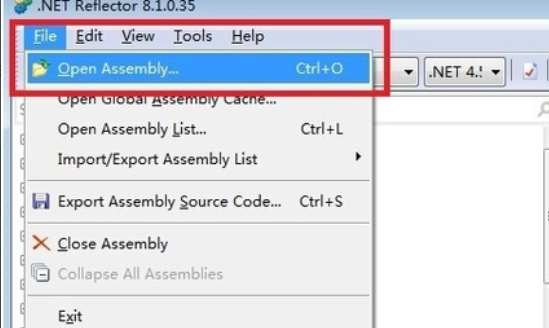 .NET Reflector 8.1.0.35
File Edit View Tools Help
Open Assembly... Ctrl+O
.NET 4.5
Open Global Assembly Cache...
Open Assembly List... Ctrl+L
Import/Export Assembly List
Export Assembly Source Code... Ctrl+S
Close Assembly
Collapse All Assemblies
Exit